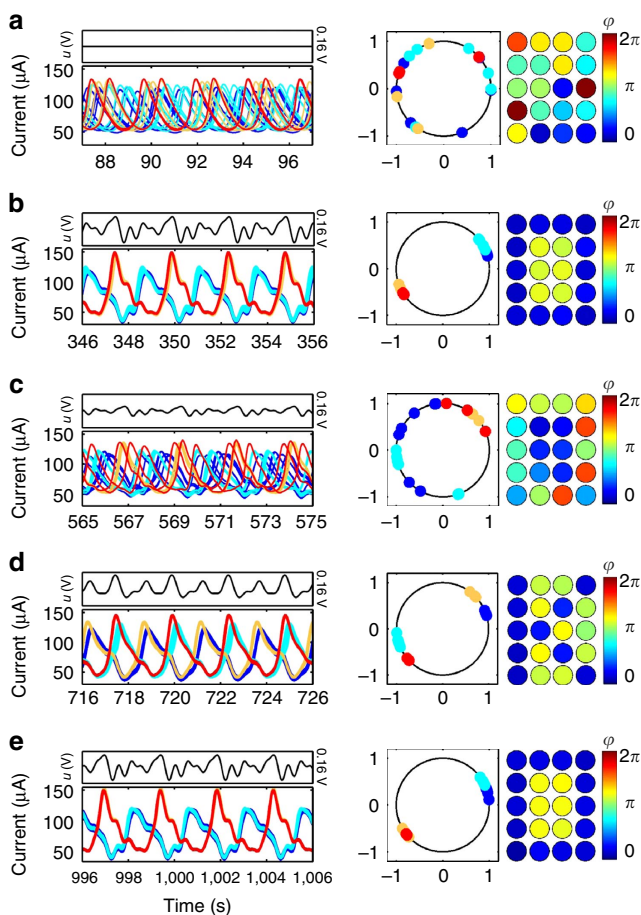 a
u (V)
0.16 V
Current (µA)
150
100
50
88 90 92 94 96
1
0
−1
−1 0 1
φ
2π
π
0
b
u (V)
0.16 V
Current (µA)
150
100
50
346 348 350 352 354 356
1
0
−1
−1 0 1
φ
2π
π
0
c
u (V)
0.16 V
Current (µA)
150
100
50
565 567 569 571 573 575
1
0
−1
−1 0 1
φ
2π
π
0
d
u (V)
0.16 V
Current (µA)
150
100
50
716 718 720 722 724 726
1
0
−1
−1 0 1
φ
2π
π
0
e
u (V)
0.16 V
Current (µA)
150
100
50
996 998 1,000 1,002 1,004 1,006
Time (s)
1
0
−1
−1 0 1
φ
2π
π
0